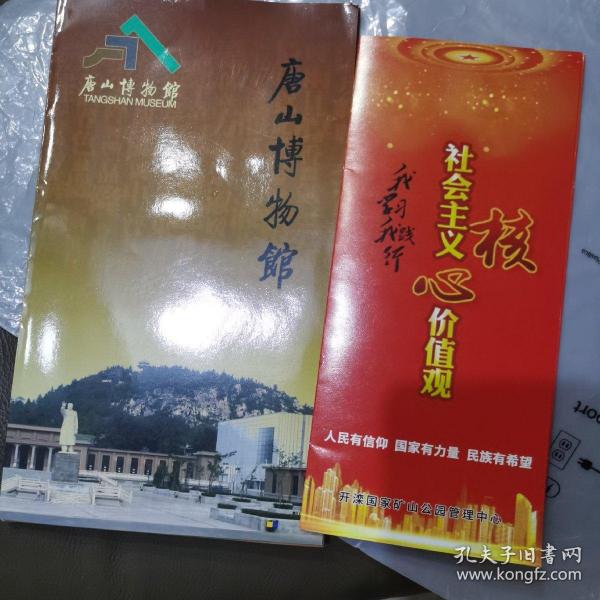 唐山博物館
TANGSHAN MUSEUM
唐山博物館
社会主义
核心
价值观
我学习 我践行
人民有信仰 国家有力量 民族有希望
开滦国家矿山公园管理中心
孔夫子旧书网
www.kongfz.com